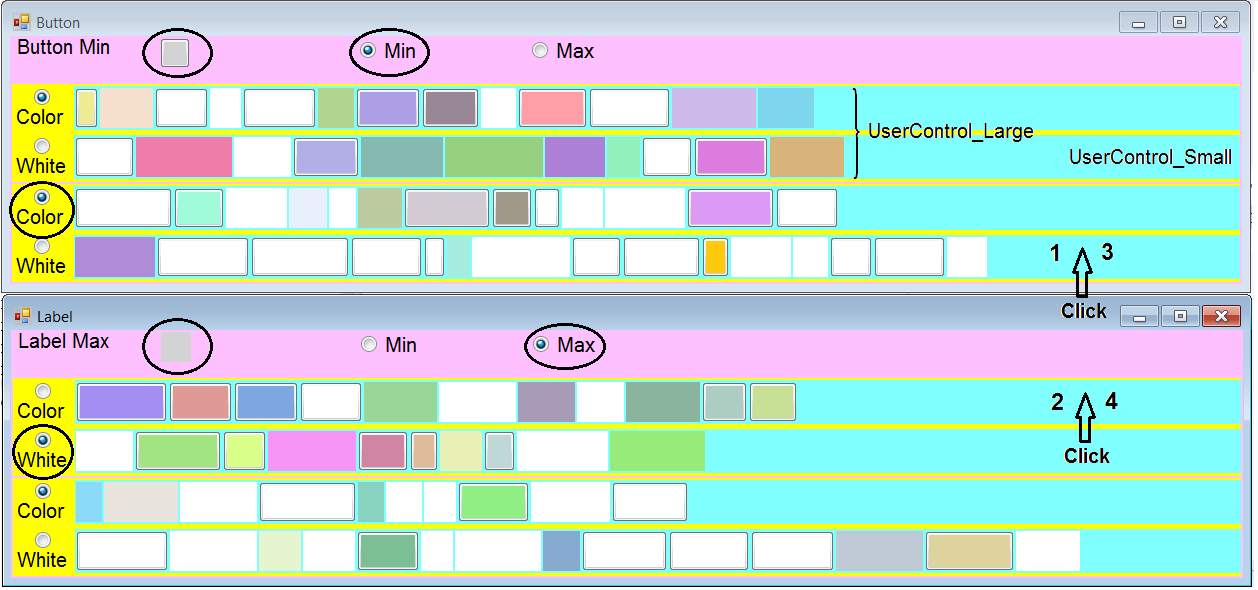 Button
Button Min Min Max
Color
UserControl_Large
White UserControl_Small
Color
White 1 3
Click
Label
Label Max Min Max
Color 2 4
White Click
Color
White